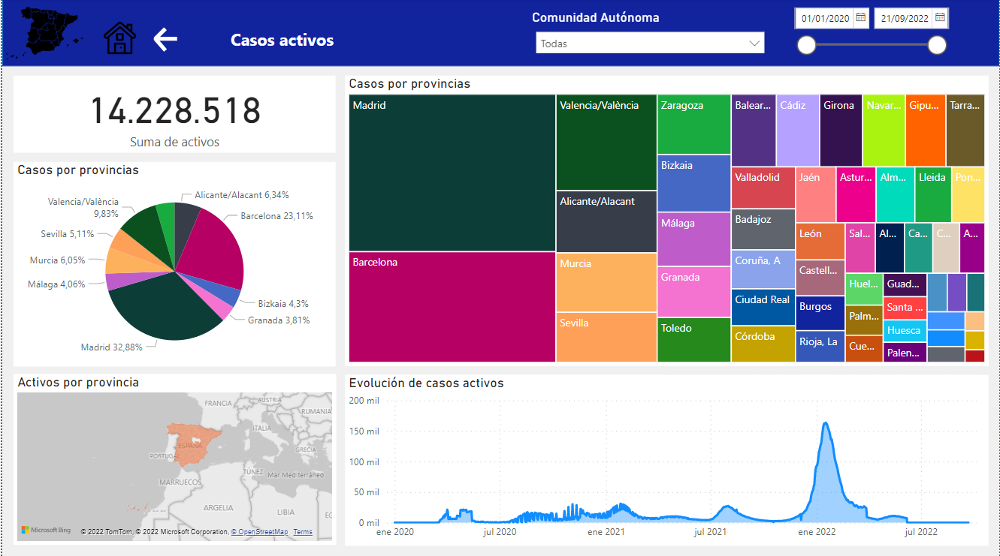 Casos activos
Comunidad Autónoma
Todas
01/01/2020
21/09/2022
14.228.518
Suma de activos
Casos por provincias
Alicante/Alacant 6,34%
Barcelona 23,11%
Bizkaia 4,3%
Granada 3,81%
Madrid 32,88%
Málaga 4,06%
Murcia 6,05%
Sevilla 5,11%
Valencia/València
9,83%
Casos por provincias
Madrid
Barcelona
Valencia/València
Alicante/Alacant
Murcia
Sevilla
Zaragoza
Bizkaia
Málaga
Granada
Toledo
Balear...
Cádiz
Girona
Navar...
Gipu...
Tarra...
Valladolid
Badajoz
Coruña, A
Ciudad Real
Córdoba
Jaén
Astur...
Alm...
Lleida
Pon...
León
Castell...
Burgos
Rioja, La
Sal...
Al...
Ca...
C...
A...
Huel...
Palm...
Cue...
Guad...
Santa ...
Huesca
Palen...
Activos por provincia
FRANCIA
AUSTRIA
RUMANIA
ITALIA
ESPAÑA
PORTUGAL
GRECIA
TÚNEZ
Mar Mediterráneo
MARRUECOS
ARGELIA
LIBIA
EG
Microsoft Bing
© 2022 TomTom, © 2022 Microsoft Corporation, © OpenStreetMap Terms
Evolución de casos activos
200 mil
150 mil
100 mil
50 mil
0 mil
ene 2020
jul 2020
ene 2021
jul 2021
ene 2022
jul 2022